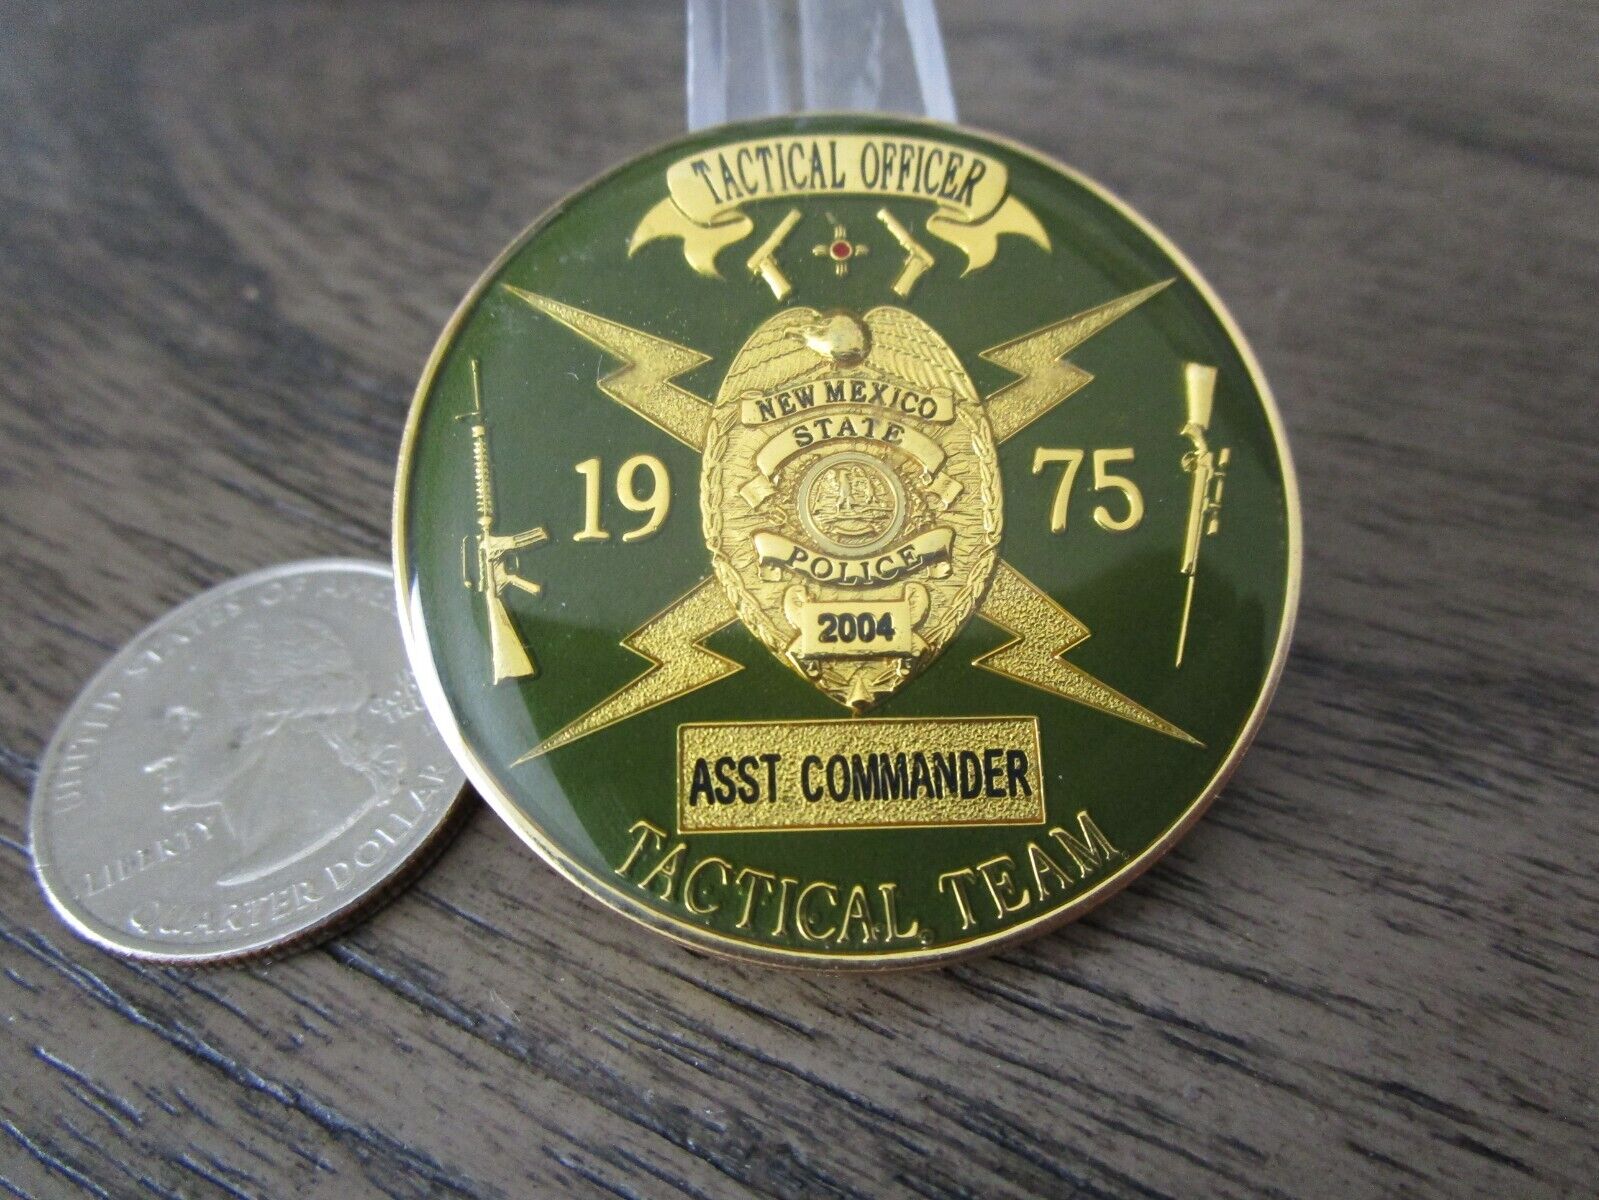 TACTICAL OFFICER
NEW MEXICO
STATE
19 75
POLICE
2004
ASST COMMANDER
TACTICAL TEAM
UNITED STATES OF
LIBERTY
QUARTER DOLLAR